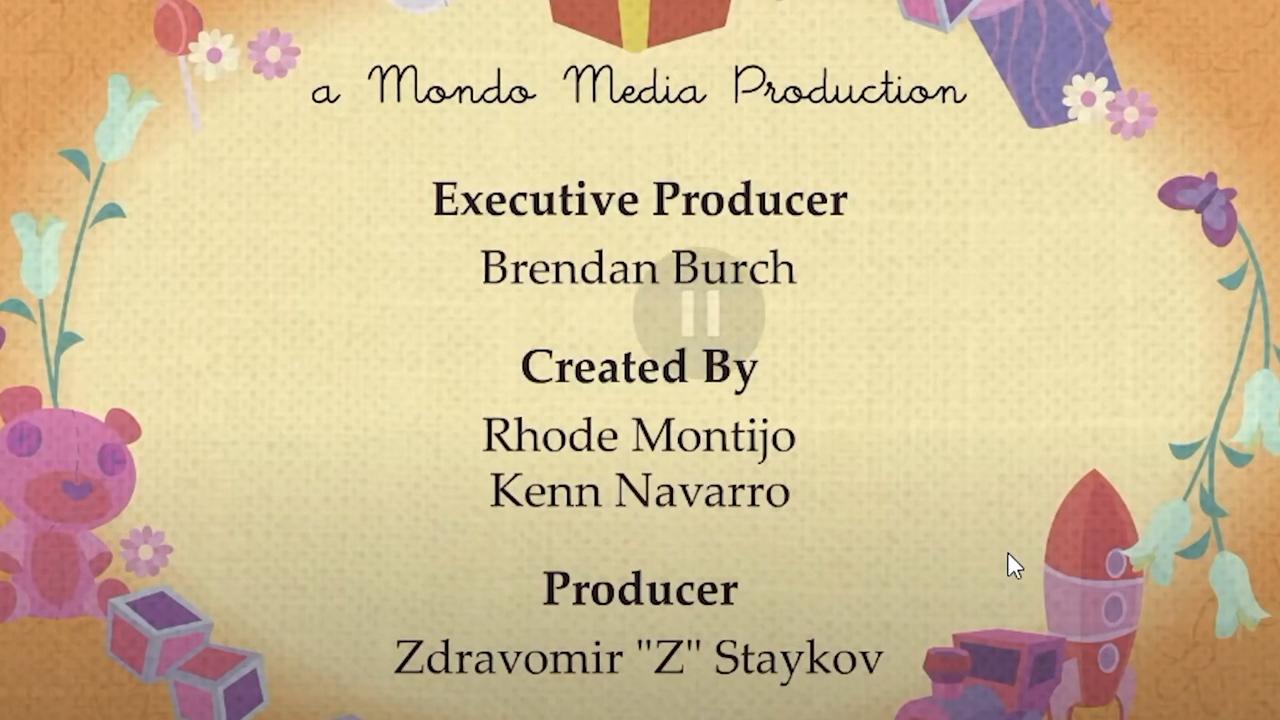 a Mondo Media Production
Executive Producer
Brendan Burch
Created By
Rhode Montijo
Kenn Navarro
Producer
Zdravomir "Z" Staykov